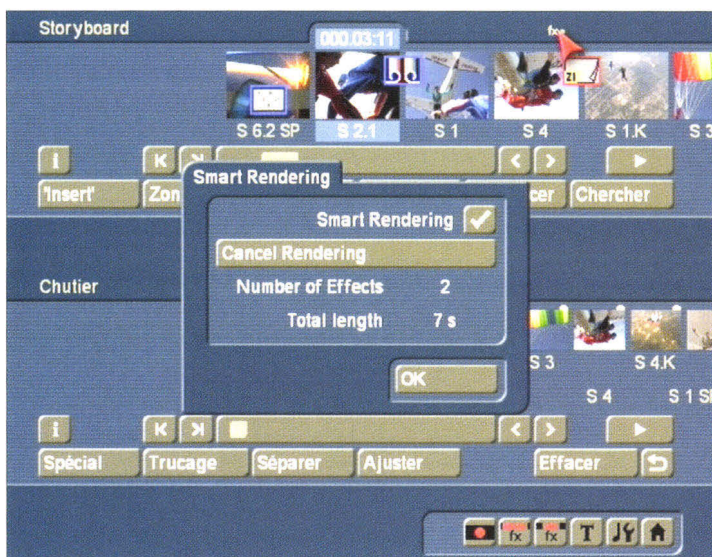 Storyboard
000.03:11
fx
S 6.2 SP
S 2.1
S 1
S 4
S 1.K
S 3
i
'Insert'
Zon
cer
Chercher
Smart Rendering
Smart Rendering
Cancel Rendering
Number of Effects 2
Total length 7 s
OK
Chutier
S 3
S 4.K
S 4
S 1 S
i
Spécial
Trucage
Séparer
Ajuster
Effacer
fx
fx
T